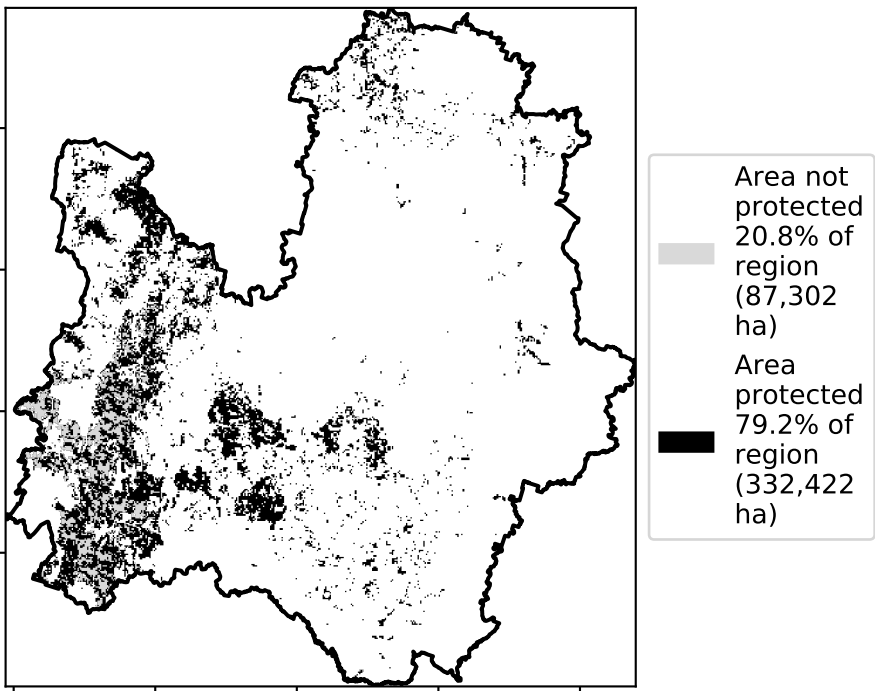 Area not
protected
20.8% of
region
(87,302
ha)
Area
protected
79.2% of
region
(332,422
ha)